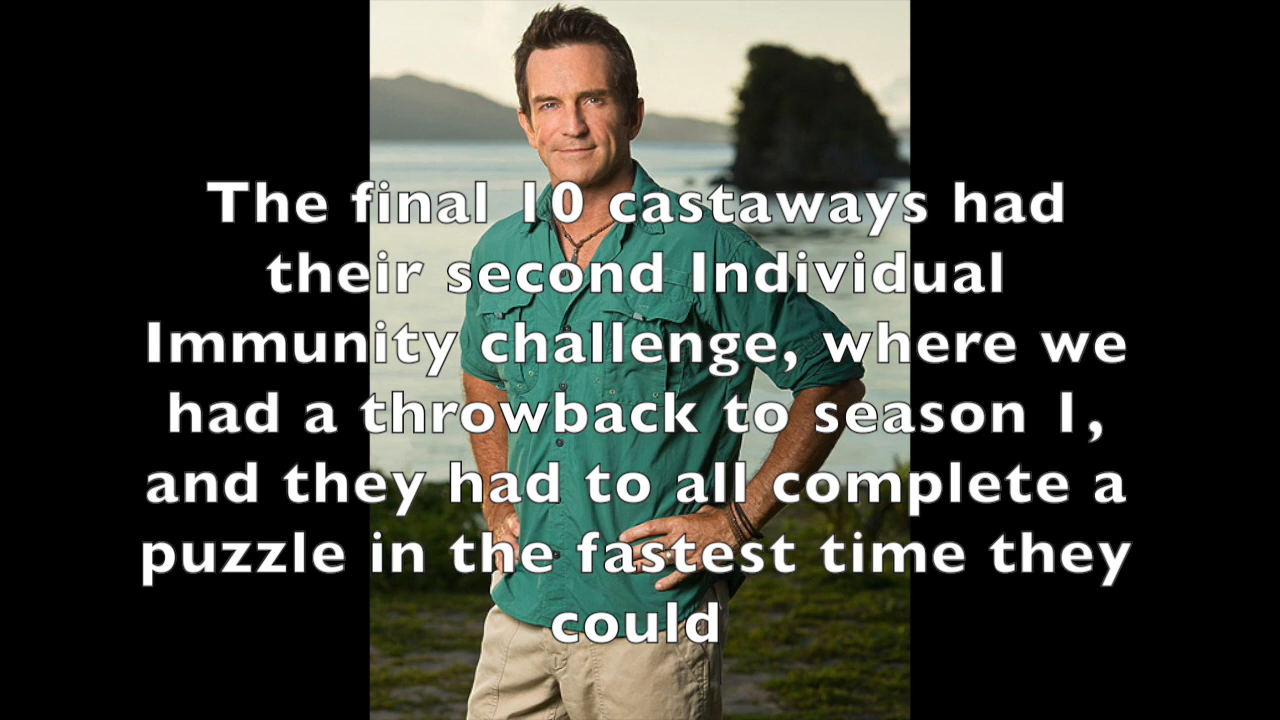 The final 10 castaways had
their second Individual
Immunity challenge, where we
had a throwback to season 1,
and they had to all complete a
puzzle in the fastest time they
could